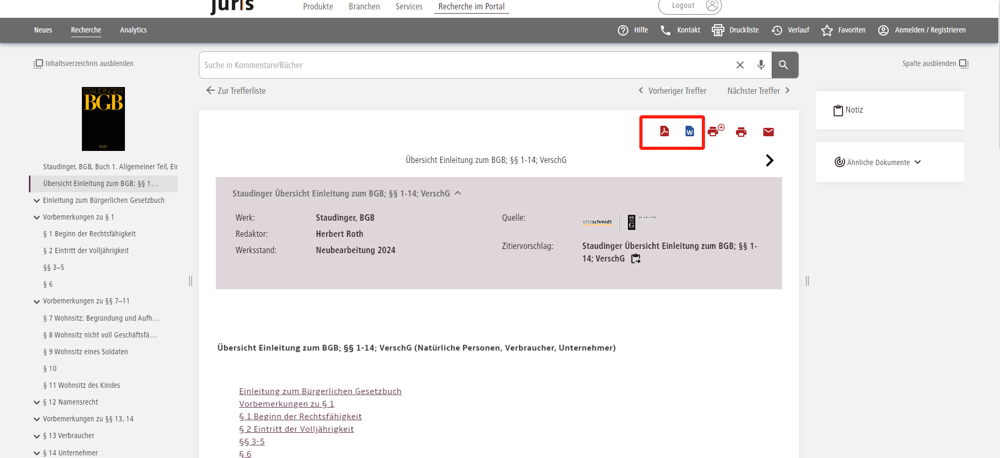 juris
Produkte Branchen Services Recherche im Portal Logout
Neues Recherche Analytics Hilfe Kontakt Druckliste Verlauf Favoriten Anmelden / Registrieren
Inhaltsverzeichnis ausblenden
Suche in Kommentare/Bücher
Spalte ausblenden
Zur Trefferliste Vorheriger Treffer Nächster Treffer
STAUDINGER
BGB
Staudinger, BGB, Buch 1. Allgemeiner Teil, Eir
Übersicht Einleitung zum BGB; §§ 1…
Einleitung zum Bürgerlichen Gesetzbuch
Vorbemerkungen zu § 1
§ 1 Beginn der Rechtsfähigkeit
§ 2 Eintritt der Volljährigkeit
§§ 3–5
§ 6
Vorbemerkungen zu §§ 7–11
§ 7 Wohnsitz; Begründung und Aufh…
§ 8 Wohnsitz nicht voll Geschäftsfä…
§ 9 Wohnsitz eines Soldaten
§ 10
§ 11 Wohnsitz des Kindes
§ 12 Namensrecht
Vorbemerkungen zu §§ 13, 14
§ 13 Verbraucher
§ 14 Unternehmer
W
Übersicht Einleitung zum BGB; §§ 1-14; VerschG
Staudinger Übersicht Einleitung zum BGB; §§ 1-14; VerschG
Werk: Staudinger, BGB
Redaktor: Herbert Roth
Werksstand: Neubearbeitung 2024
Quelle: ottoschmidt DE G DE GRUYTER
Zitiervorschlag: Staudinger Übersicht Einleitung zum BGB; §§ 1-
14; VerschG
Übersicht Einleitung zum BGB; §§ 1-14; VerschG (Natürliche Personen, Verbraucher, Unternehmer)
Einleitung zum Bürgerlichen Gesetzbuch
Vorbemerkungen zu § 1
§ 1 Beginn der Rechtsfähigkeit
§ 2 Eintritt der Volljährigkeit
§§ 3-5
§ 6
Notiz
Ähnliche Dokumente